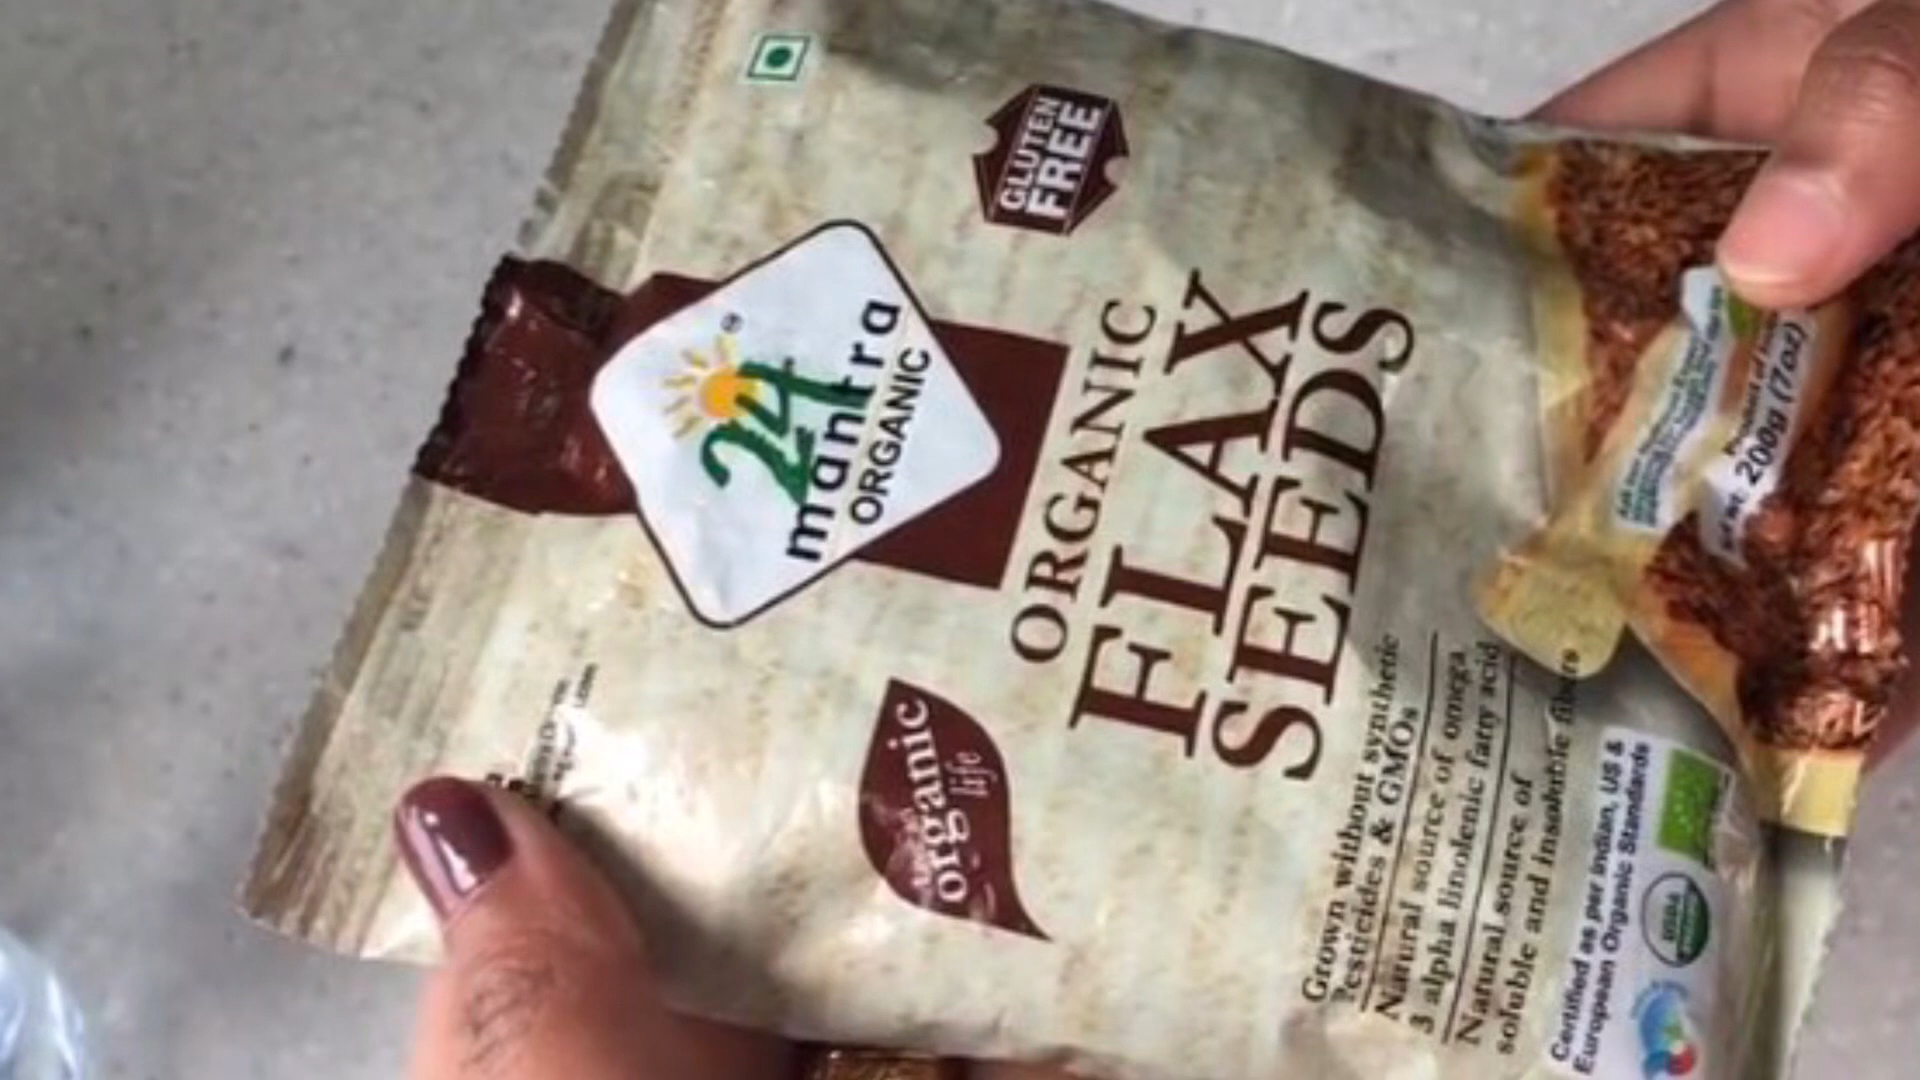 GLUTEN
FREE
24
mantra
ORGANIC
ORGANIC
FLAX
SEEDS
organic
life
Grown without synthetic
Pesticides & GMOs
Natural source of omega
3 alpha linolenic fatty acid
Natural source of
soluble and insoluble fibers
Certified as per Indian, US &
European Organic Standards
USDA
200g (7oz)